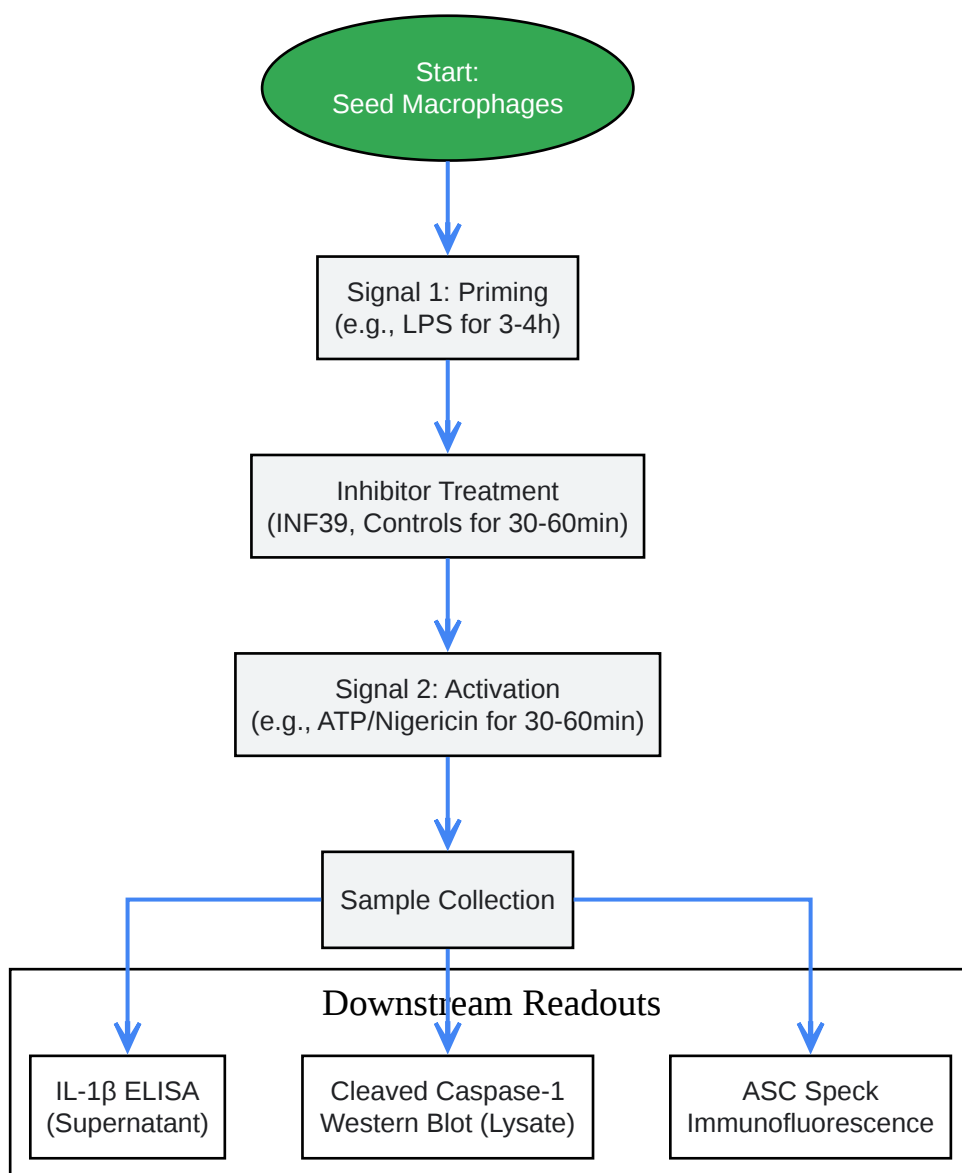 Start:
Seed Macrophages
Signal 1: Priming
(e.g., LPS for 3-4h)
Inhibitor Treatment
(INF39, Controls for 30-60min)
Signal 2: Activation
(e.g., ATP/Nigericin for 30-60min)
Sample Collection
Downstream Readouts
IL-1β ELISA
(Supernatant)
Cleaved Caspase-1
Western Blot (Lysate)
ASC Speck
Immunofluorescence